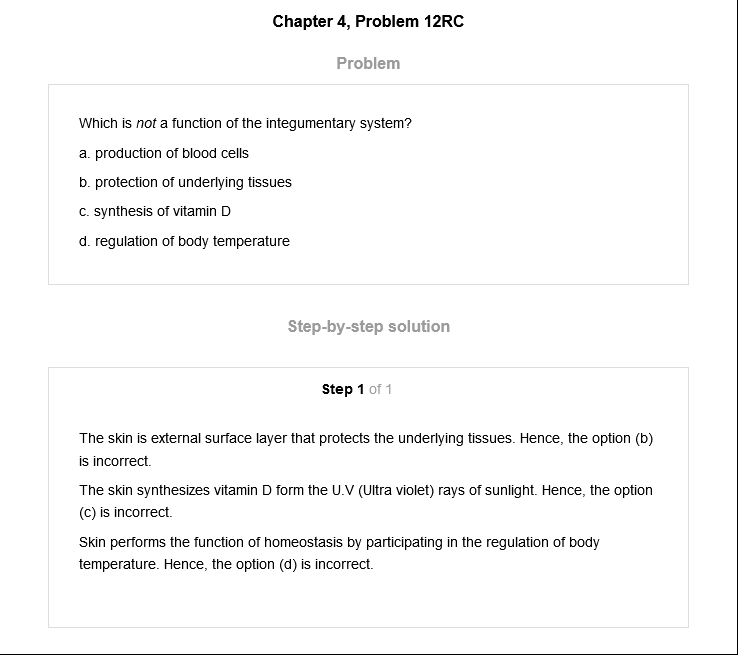 Chapter 4, Problem 12RC
Problem
Which is not a function of the integumentary system?
a. production of blood cells
b. protection of underlying tissues
c. synthesis of vitamin D
d. regulation of body temperature
Step-by-step solution
Step 1 of 1
The skin is external surface layer that protects the underlying tissues. Hence, the option (b)
is incorrect.
The skin synthesizes vitamin D form the U.V (Ultra violet) rays of sunlight. Hence, the option
(c) is incorrect.
Skin performs the function of homeostasis by participating in the regulation of body
temperature. Hence, the option (d) is incorrect.